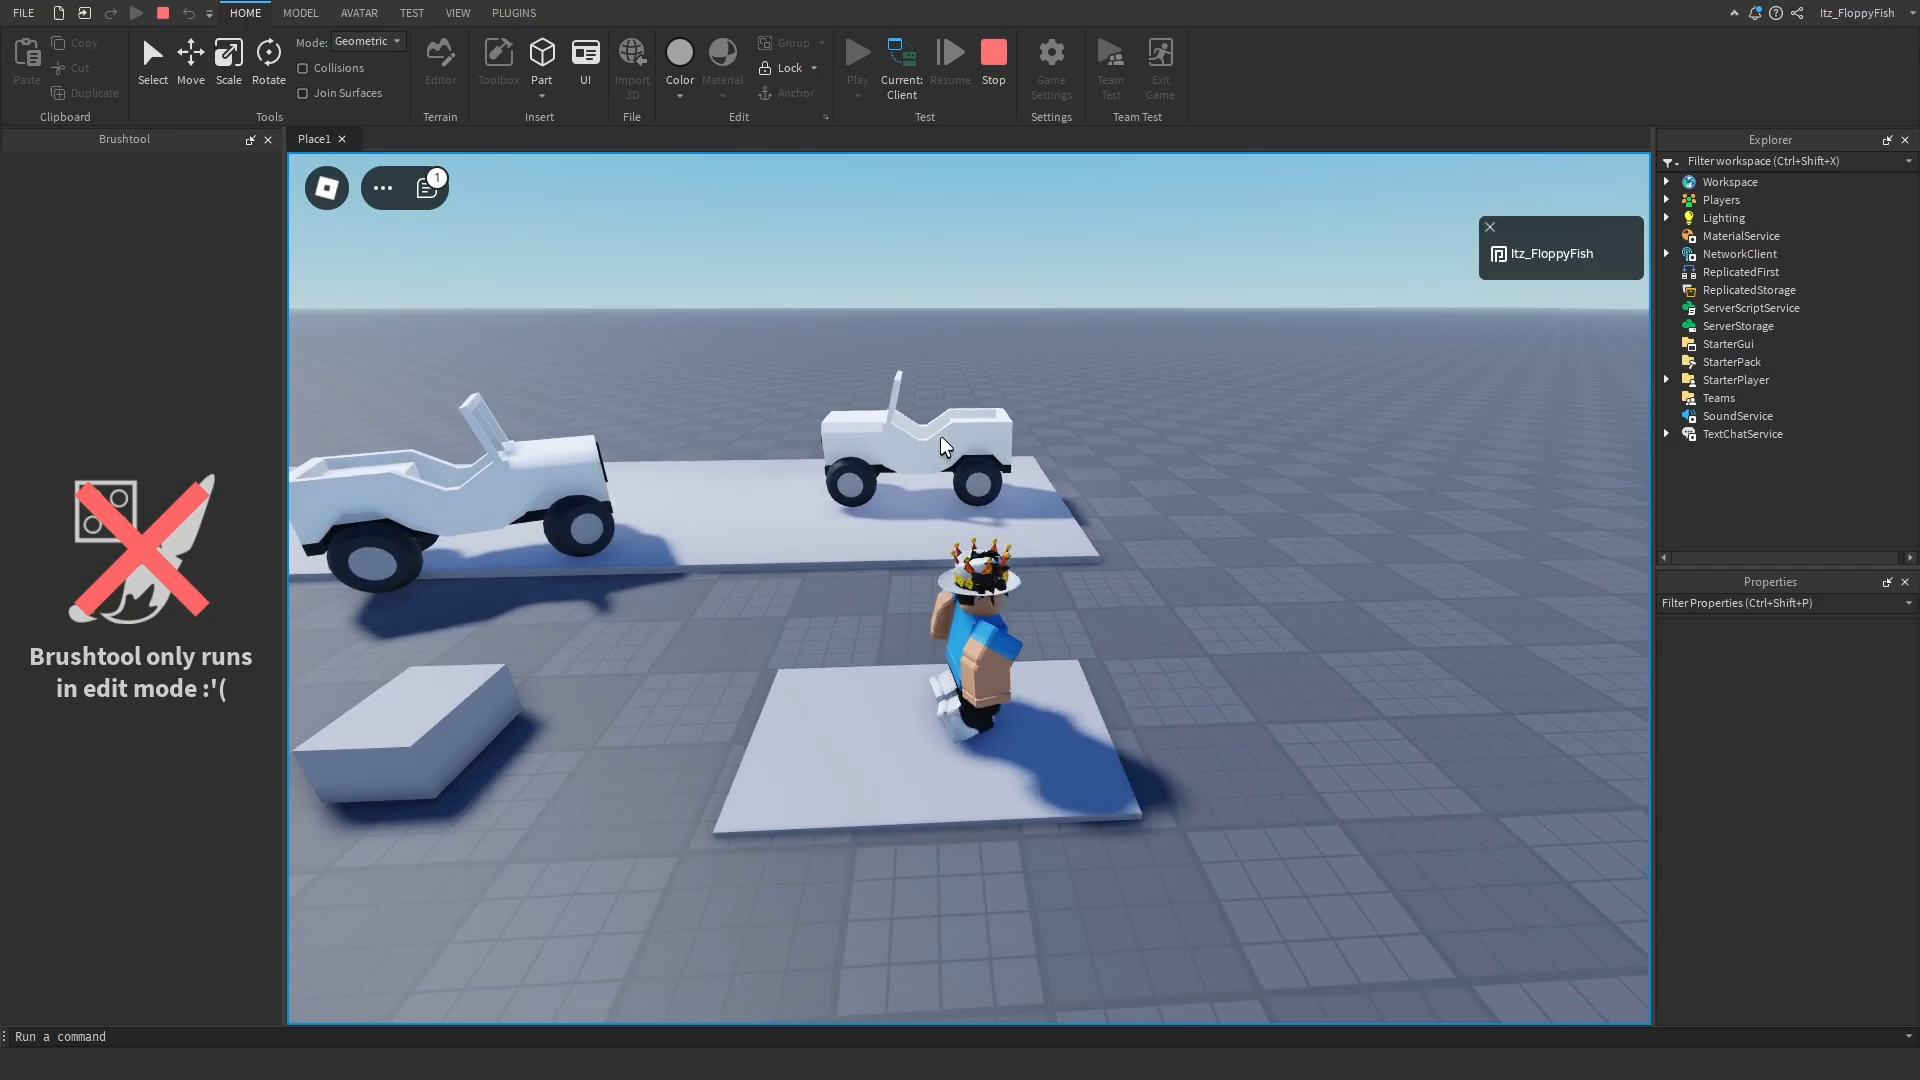 FILE
HOME
MODEL
AVATAR
TEST
VIEW
PLUGINS
Itz_FloppyFish
Paste
Copy
Cut
Duplicate
Clipboard
Select
Move
Scale
Rotate
Mode: Geometric
Collisions
Join Surfaces
Tools
Editor
Terrain
Toolbox
Part
UI
Insert
Import
3D
File
Color
Material
Group
Lock
Anchor
Edit
Play
Current:
Client
Resume
Stop
Test
Game
Settings
Settings
Team
Test
Exit
Game
Team Test
Brushtool
Brushtool only runs
in edit mode :'(
Place1
1
Itz_FloppyFish
Explorer
Filter workspace (Ctrl+Shift+X)
Workspace
Players
Lighting
MaterialService
NetworkClient
ReplicatedFirst
ReplicatedStorage
ServerScriptService
ServerStorage
StarterGui
StarterPack
StarterPlayer
Teams
SoundService
TextChatService
Properties
Filter Properties (Ctrl+Shift+P)
Run a command